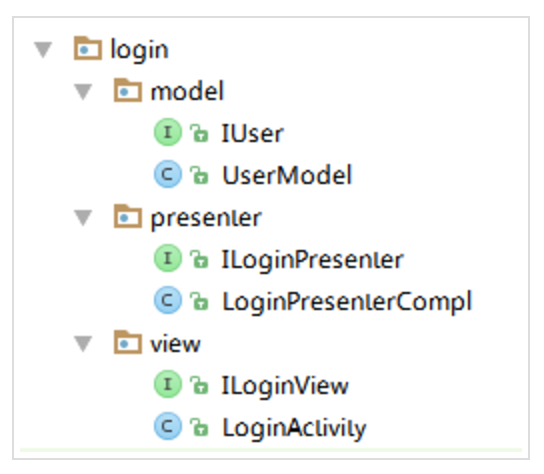 login
model
I IUser
C UserModel
presenter
I ILoginPresenter
C LoginPresenterCompl
view
I ILoginView
C LoginActivity